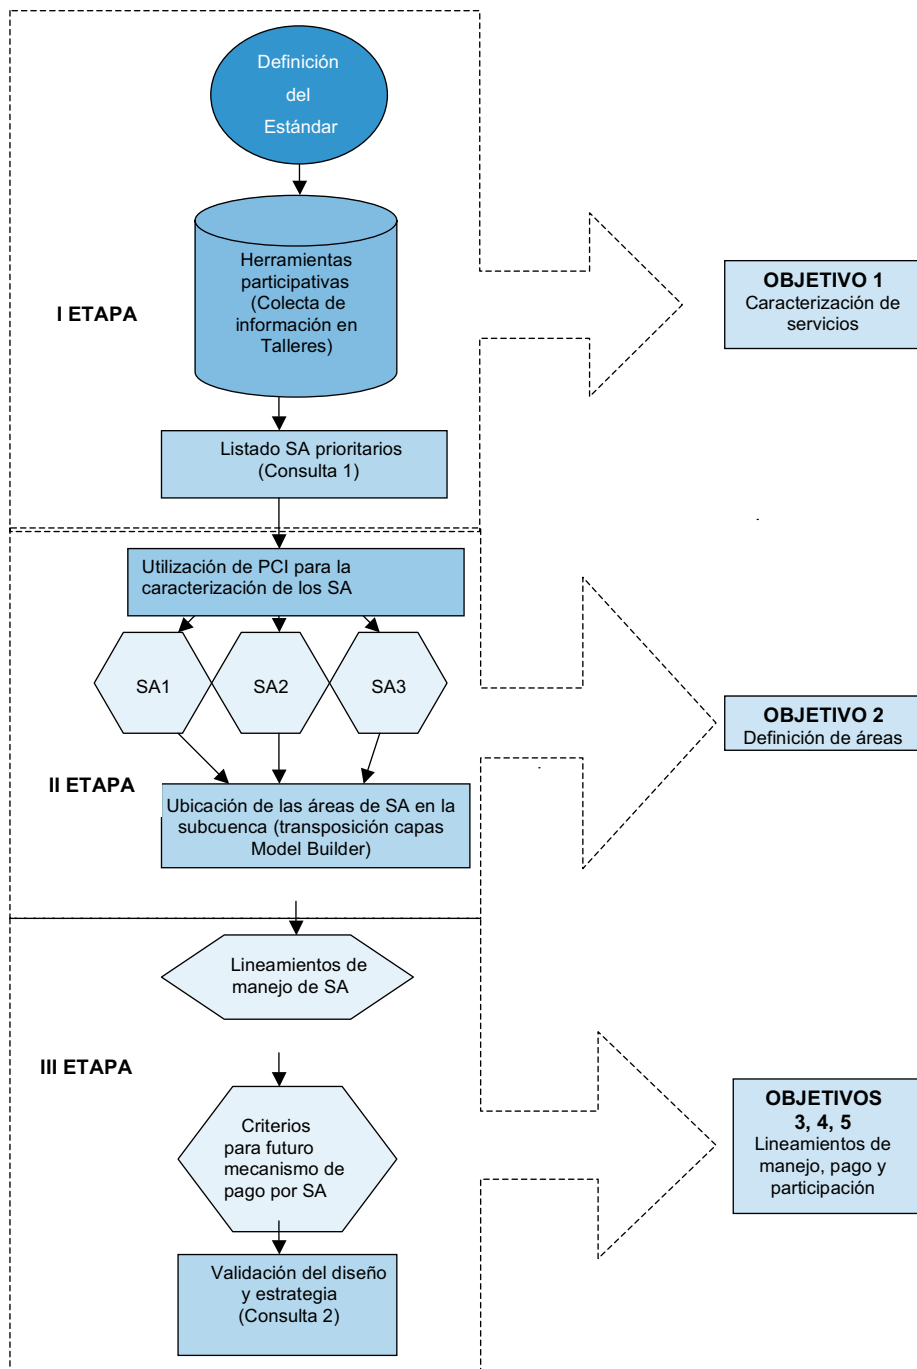 Definición
del
Estándar
Herramientas
participativas
(Colecta de
información en
Talleres)
I ETAPA
OBJETIVO 1
Caracterización de
servicios
Listado SA prioritarios
(Consulta 1)
Utilización de PCI para la
caracterización de los SA
SA1
SA2
SA3
OBJETIVO 2
Definición de áreas
II ETAPA
Ubicación de las áreas de SA en la
subcuenca (transposición capas
Model Builder)
Lineamientos de
manejo de SA
III ETAPA
OBJETIVOS
3, 4, 5
Lineamientos de
manejo, pago y
participación
Criterios
para futuro
mecanismo de
pago por SA
Validación del diseño
y estrategia
(Consulta 2)